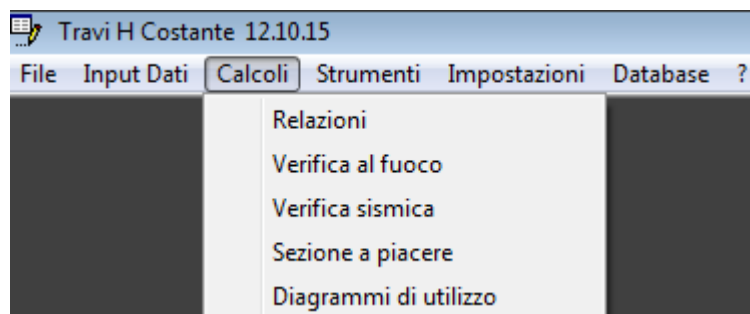 Travi H Costante 12.10.15
File Input Dati Calcoli Strumenti Impostazioni Database ?
Relazioni
Verifica al fuoco
Verifica sismica
Sezione a piacere
Diagrammi di utilizzo